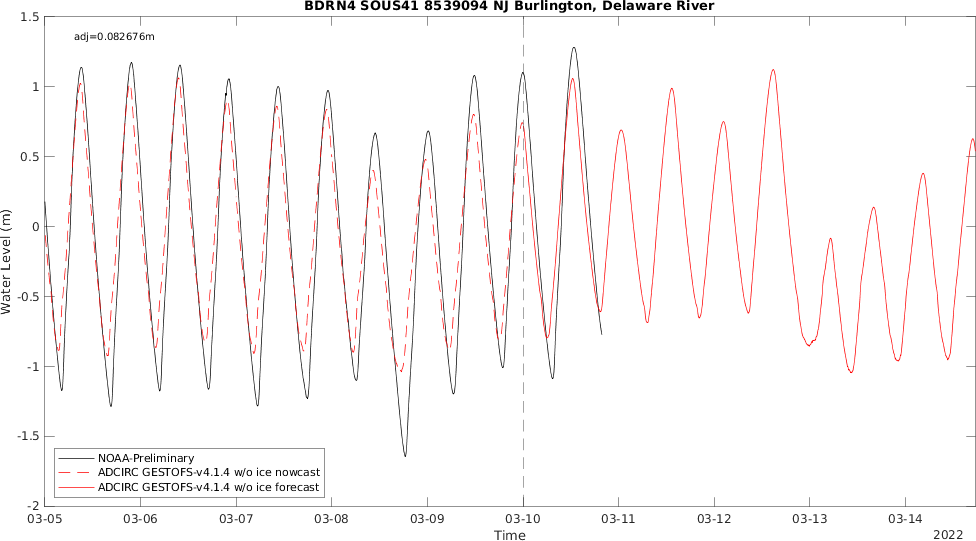 BDRN4 SOUS41 8539094 NJ Burlington, Delaware River
adj=0.082676m
1.5
1
0.5
0
-0.5
-1
-1.5
-2
Water Level (m)
NOAA-Preliminary
ADCIRC GESTOFS-v4.1.4 w/o ice nowcast
ADCIRC GESTOFS-v4.1.4 w/o ice forecast
03-05 03-06 03-07 03-08 03-09 03-10 03-11 03-12 03-13 03-14
Time
2022